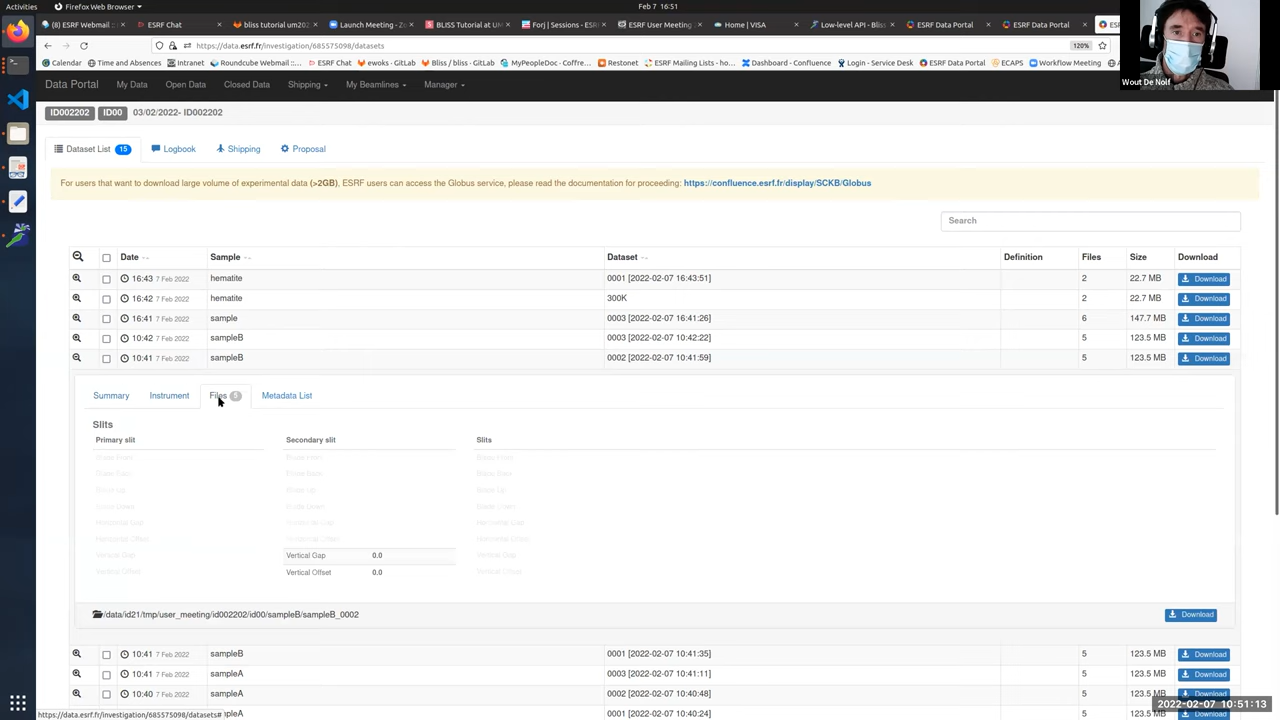 Activities
Firefox Web Browser
Feb 7 16:51
(8) ESRF webmail ::
ESRF Chat
bliss tutorial um202
Launch Meeting - Zo
BLISS Tutorial at UM
Forj | Sessions - ESR
ESRF User Meeting
Home | VISA
Low-level API - Bliss
ESRF Data Portal
ESRF Data Portal
https://data.esrf.fr/investigation/685575098/datasets
120%
Calendar
Time and Absences
Intranet
Roundcube Webmail ::...
ESRF Chat
ewoks · GitLab
Bliss / bliss · GitLab
MyPeopleDoc - Coffre...
Restonet
ESRF Mailing Lists - ho...
Dashboard - Confluence
Login - Service Desk
ESRF Data Portal
ECAPS
Workflow Meeting
Wout De Nolf
Data Portal My Data Open Data Closed Data Shipping My Beamlines Manager
ID002202 ID00 03/02/2022- ID002202
Dataset List 15 Logbook Shipping Proposal
For users that want to download large volume of experimental data (>2GB), ESRF users can access the Globus service, please read the documentation for proceeding: https://confluence.esrf.fr/display/SCKB/Globus
Search
Date Sample Dataset Definition Files Size Download
16:43 7 Feb 2022 hematite 0001 [2022-02-07 16:43:51] 2 22.7 MB Download
16:42 7 Feb 2022 hematite 300K 2 22.7 MB Download
16:41 7 Feb 2022 sample 0003 [2022-02-07 16:41:26] 6 147.7 MB Download
10:42 7 Feb 2022 sampleB 0003 [2022-02-07 10:42:22] 5 123.5 MB Download
10:41 7 Feb 2022 sampleB 0002 [2022-02-07 10:41:59] 5 123.5 MB Download
Summary Instrument Files 5 Metadata List
Slits
Primary slit Secondary slit Slits
Vertical Gap Vertical Gap 0.0 Vertical Gap
Vertical Offset Vertical Offset 0.0 Vertical Offset
/data/id21/tmp/user_meeting/id002202/id00/sampleB/sampleB_0002 Download
10:41 7 Feb 2022 sampleB 0001 [2022-02-07 10:41:35] 5 123.5 MB Download
10:41 7 Feb 2022 sampleA 0003 [2022-02-07 10:41:11] 5 123.5 MB Download
10:40 7 Feb 2022 sampleA 0002 [2022-02-07 10:40:48] 5 123.5 MB Download
https://data.esrf.fr/investigation/685575098/datasets#
0001 [2022-02-07 10:40:24]
2022-02-07 10:51:13